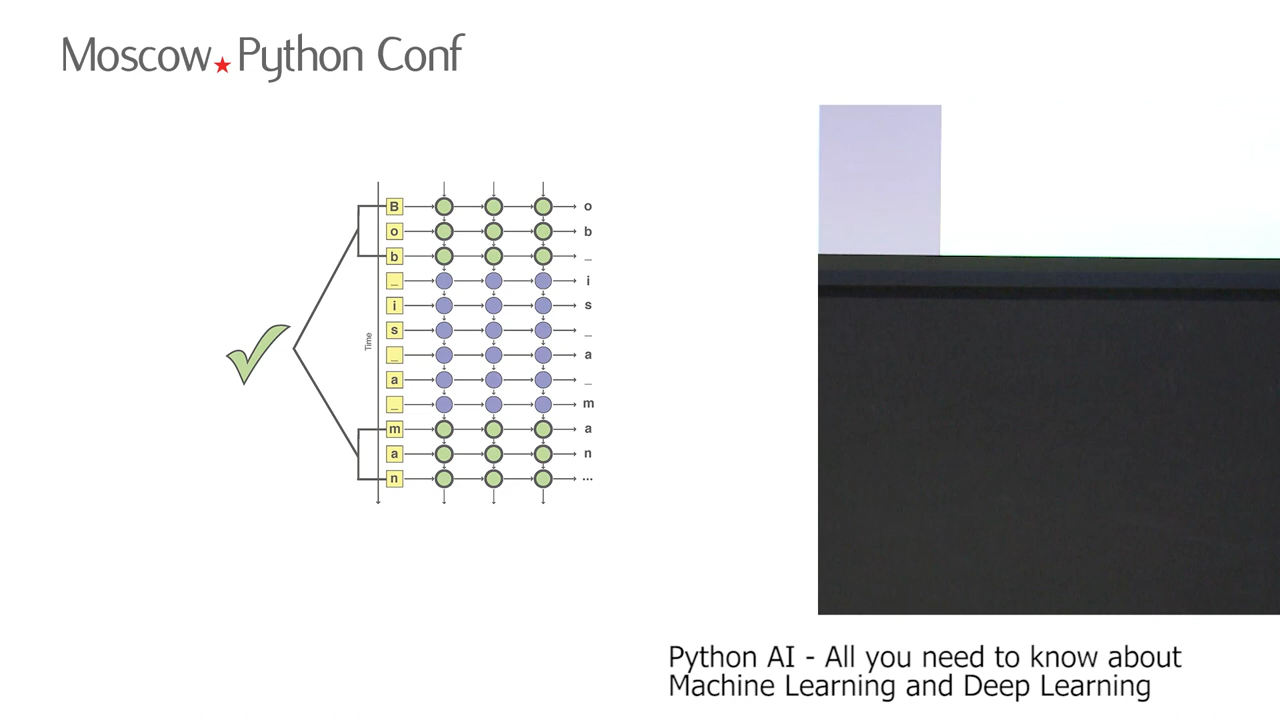 Moscow Python Conf
B o
o b
b _
_ i
i s
s _
_ a
a _
_ m
m a
a n
n ...
Time
Python AI - All you need to know about
Machine Learning and Deep Learning